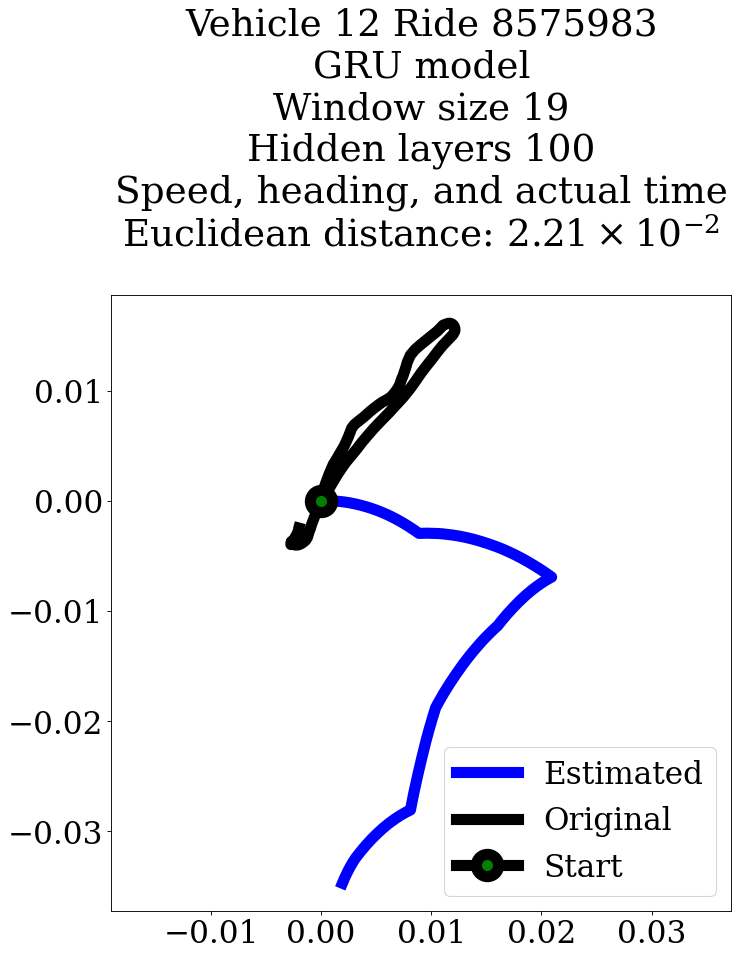 Vehicle 12 Ride 8575983
GRU model
Window size 19
Hidden layers 100
Speed, heading, and actual time
Euclidean distance: 2.21 × 10⁻²
0.01
0.00
−0.01
−0.02
−0.03
Estimated
Original
Start
−0.01 0.00 0.01 0.02 0.03